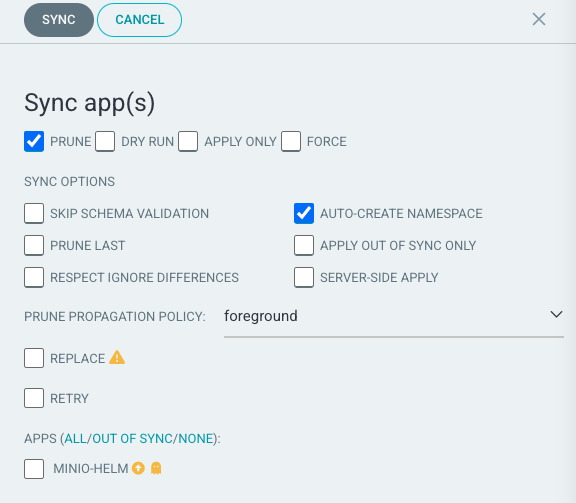 SYNC CANCEL
Sync app(s)
PRUNE DRY RUN APPLY ONLY FORCE
SYNC OPTIONS
SKIP SCHEMA VALIDATION AUTO-CREATE NAMESPACE
PRUNE LAST APPLY OUT OF SYNC ONLY
RESPECT IGNORE DIFFERENCES SERVER-SIDE APPLY
PRUNE PROPAGATION POLICY: foreground
REPLACE
RETRY
APPS (ALL/OUT OF SYNC/NONE):
MINIO-HELM